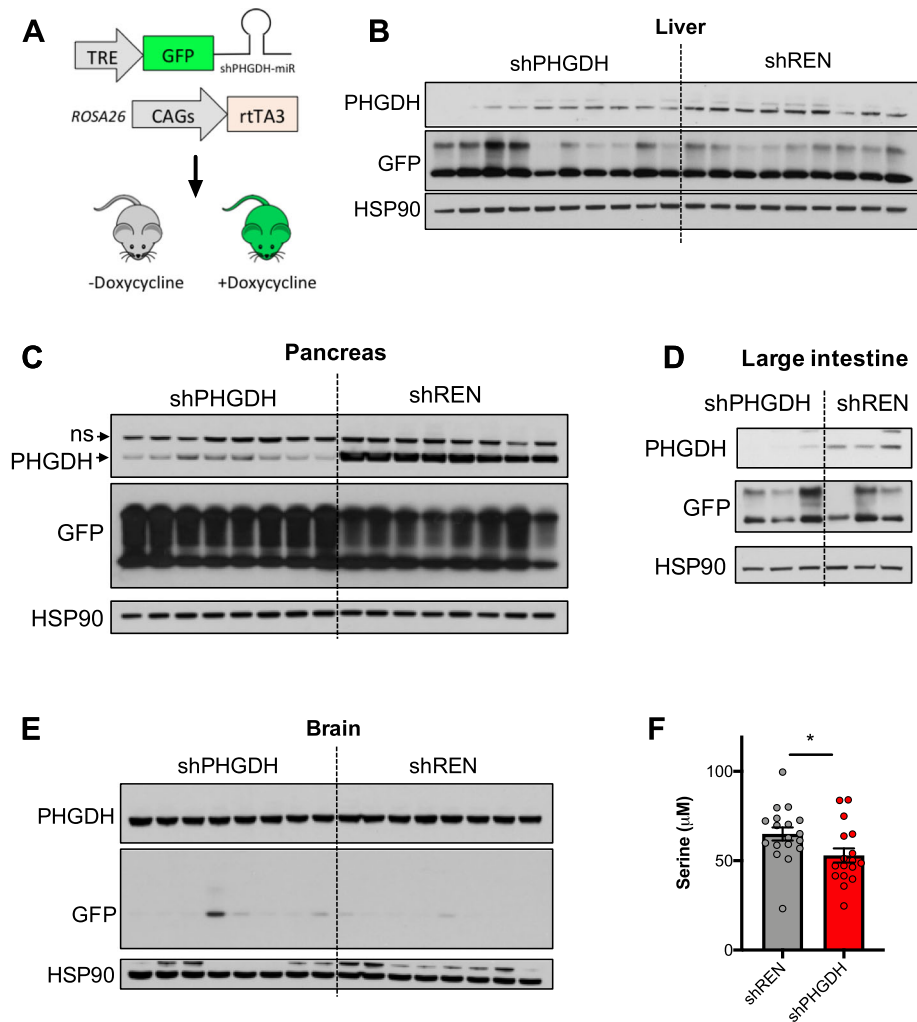 A
TRE
GFP
shPHGDH-miR
ROSA26
CAGs
rtTA3
-Doxycycline
+Doxycycline
B
Liver
shPHGDH
shREN
PHGDH
GFP
HSP90
C
Pancreas
shPHGDH
shREN
ns
PHGDH
GFP
HSP90
D
Large intestine
shPHGDH
shREN
PHGDH
GFP
HSP90
E
Brain
shPHGDH
shREN
PHGDH
GFP
HSP90
F
*
100
50
0
Serine (μM)
shREN
shPHGDH